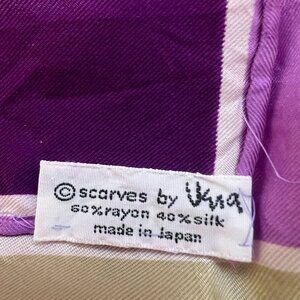 © scarves by Vera
60% rayon 40% silk
made in Japan